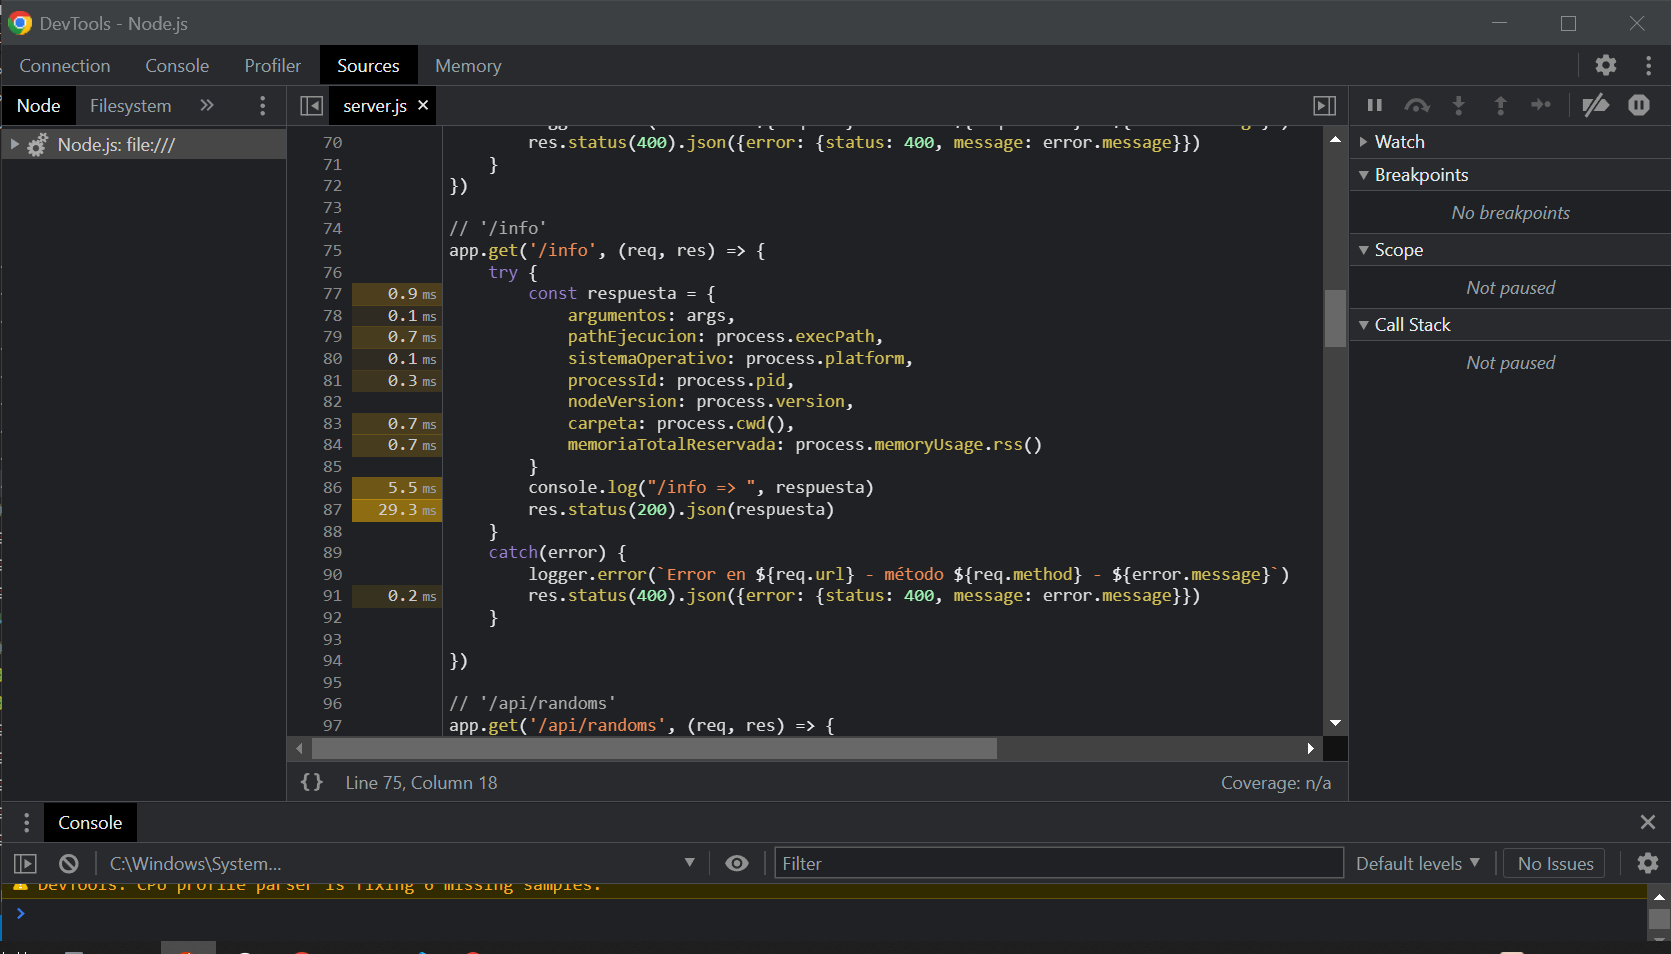 DevTools - Node.js
Connection Console Profiler Sources Memory
Node Filesystem » server.js ×
Node.js: file:///
70 res.status(400).json({error: {status: 400, message: error.message}})
71 }
72 })
73
74 // '/info'
75 app.get('/info', (req, res) => {
76 try {
77 0.9 ms const respuesta = {
78 0.1 ms argumentos: args,
79 0.7 ms pathEjecucion: process.execPath,
80 0.1 ms sistemaOperativo: process.platform,
81 0.3 ms processId: process.pid,
82 nodeVersion: process.version,
83 0.7 ms carpeta: process.cwd(),
84 0.7 ms memoriaTotalReservada: process.memoryUsage.rss()
85 }
86 5.5 ms console.log("/info => ", respuesta)
87 29.3 ms res.status(200).json(respuesta)
88 }
89 catch(error) {
90 logger.error(`Error en ${req.url} - método ${req.method} - ${error.message}`)
91 0.2 ms res.status(400).json({error: {status: 400, message: error.message}})
92 }
93
94 })
95
96 // '/api/randoms'
97 app.get('/api/randoms', (req, res) => {
{} Line 75, Column 18 Coverage: n/a
Watch
Breakpoints
No breakpoints
Scope
Not paused
Call Stack
Not paused
Console
C:\Windows\System... Filter Default levels No Issues
DevTools: CPU profile parser is fixing 6 missing samples.